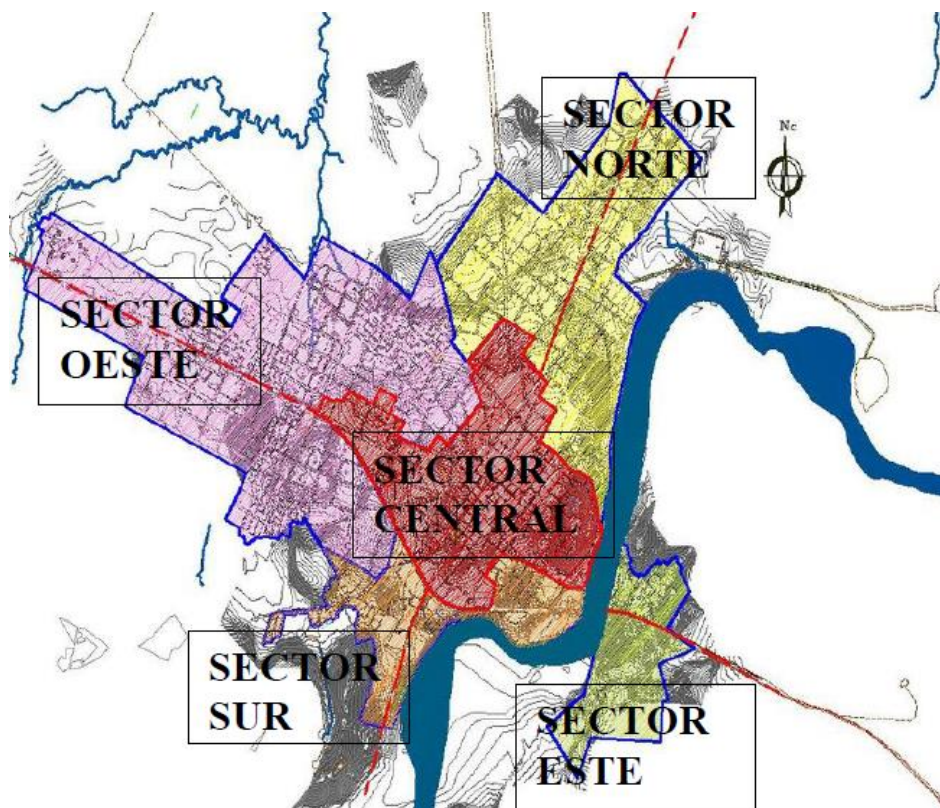 SECTOR
NORTE
Nc
SECTOR
OESTE
SECTOR
CENTRAL
SECTOR
SUR
SECTOR
ESTE